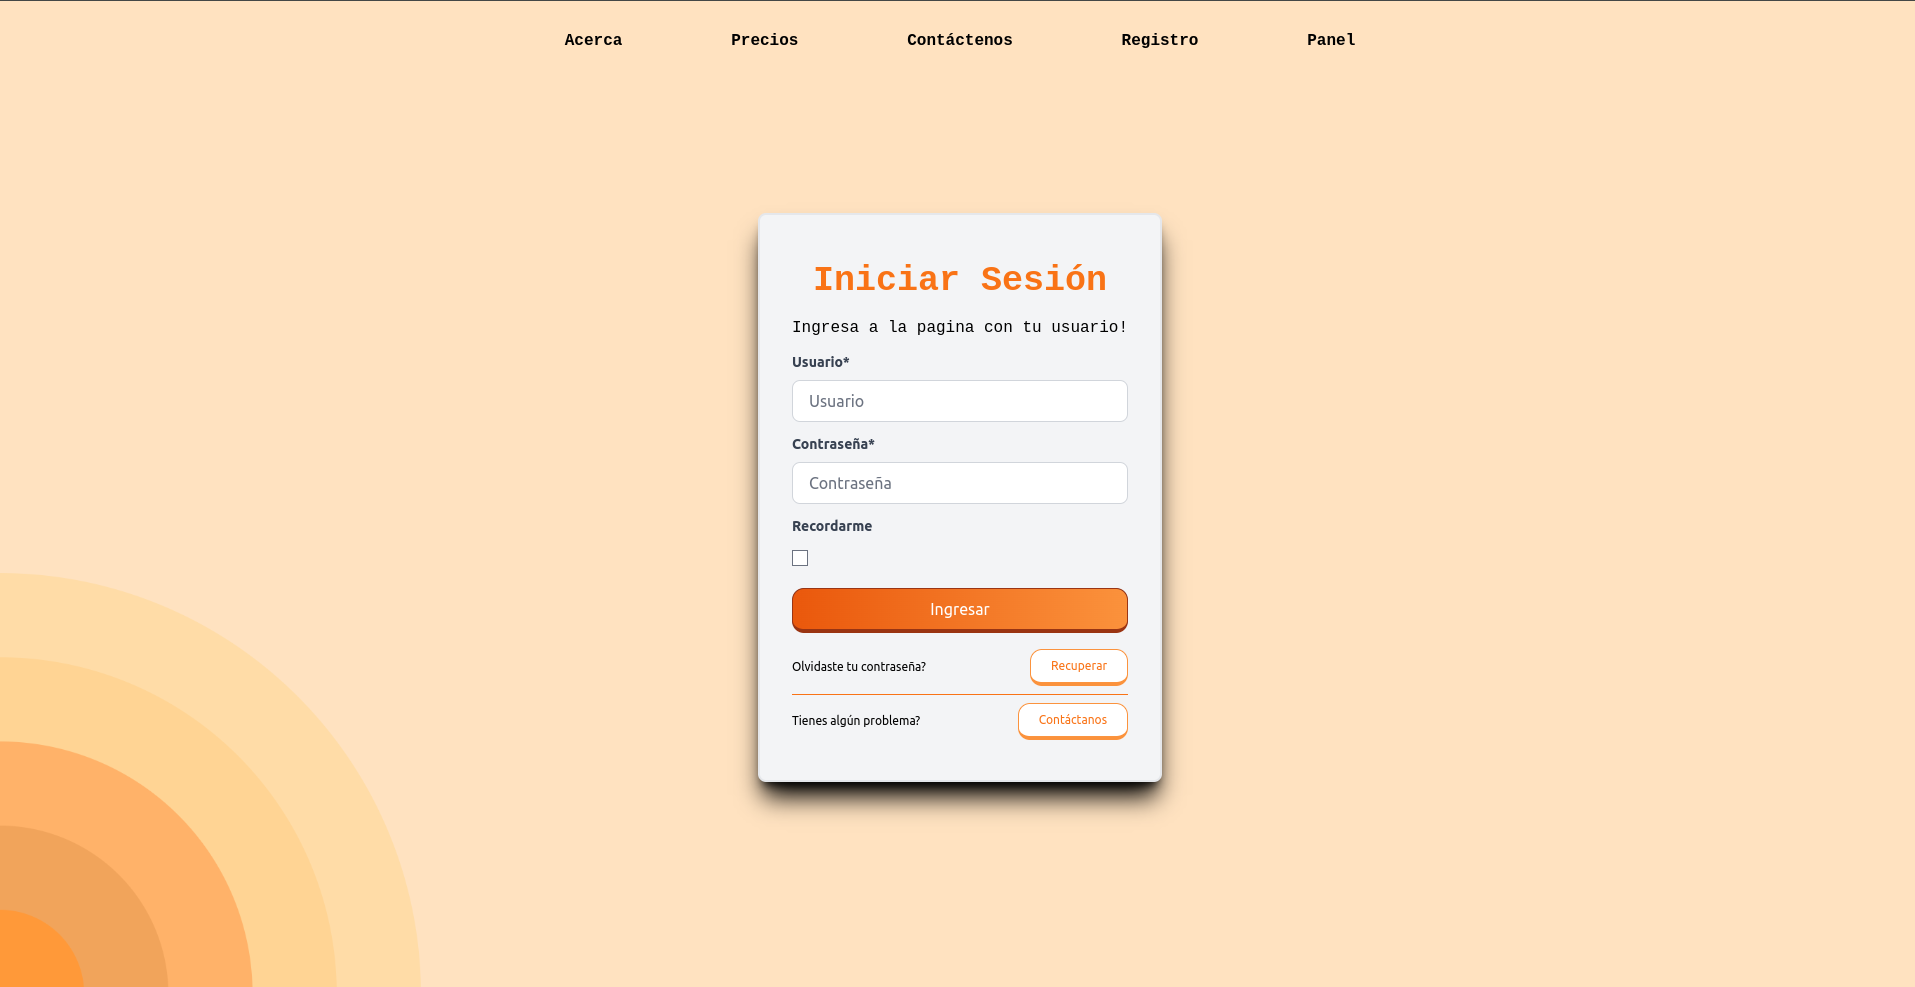 Acerca Precios Contáctenos Registro Panel
Iniciar Sesión
Ingresa a la pagina con tu usuario!
Usuario*
Usuario
Contraseña*
Contraseña
Recordarme
Ingresar
Olvidaste tu contraseña? Recuperar
Tienes algún problema? Contáctanos